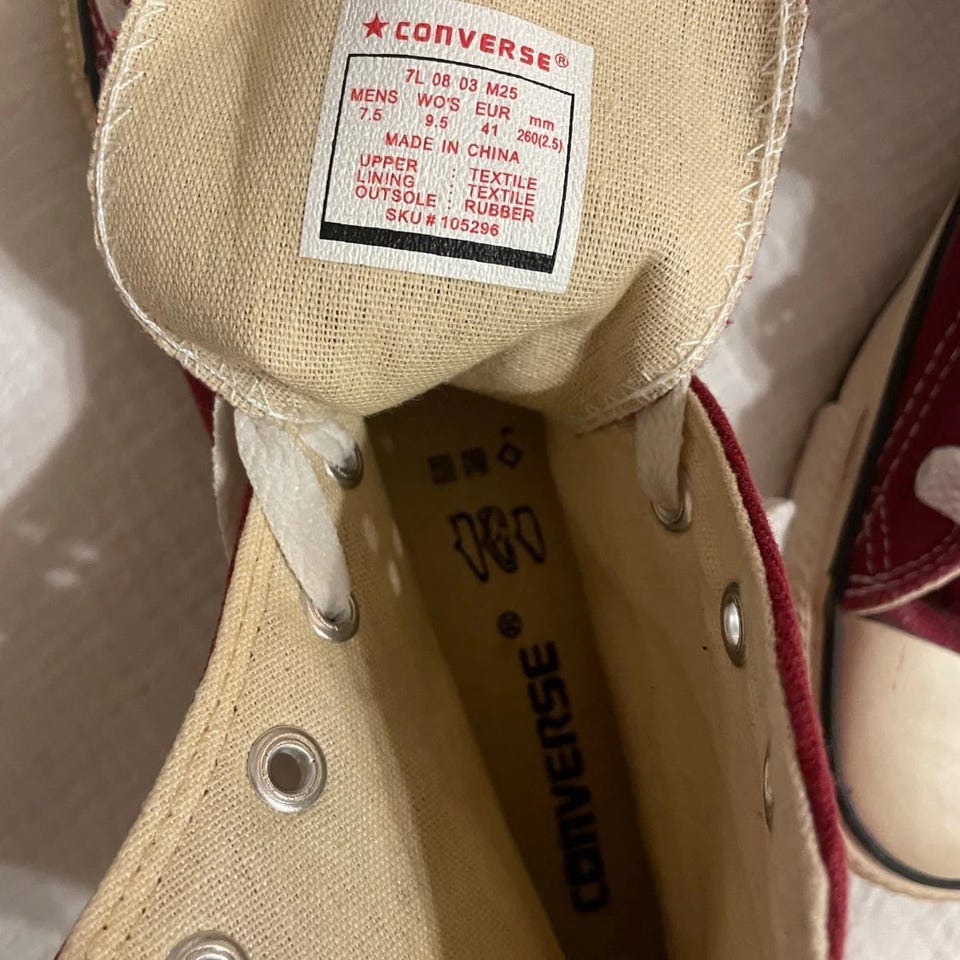 ★ CONVERSE®
7L 08 03 M25
MENS WO'S EUR mm
7.5 9.5 41 260(2.5)
MADE IN CHINA
UPPER : TEXTILE
LINING : TEXTILE
OUTSOLE : RUBBER
SKU # 105296
CONVERSE®